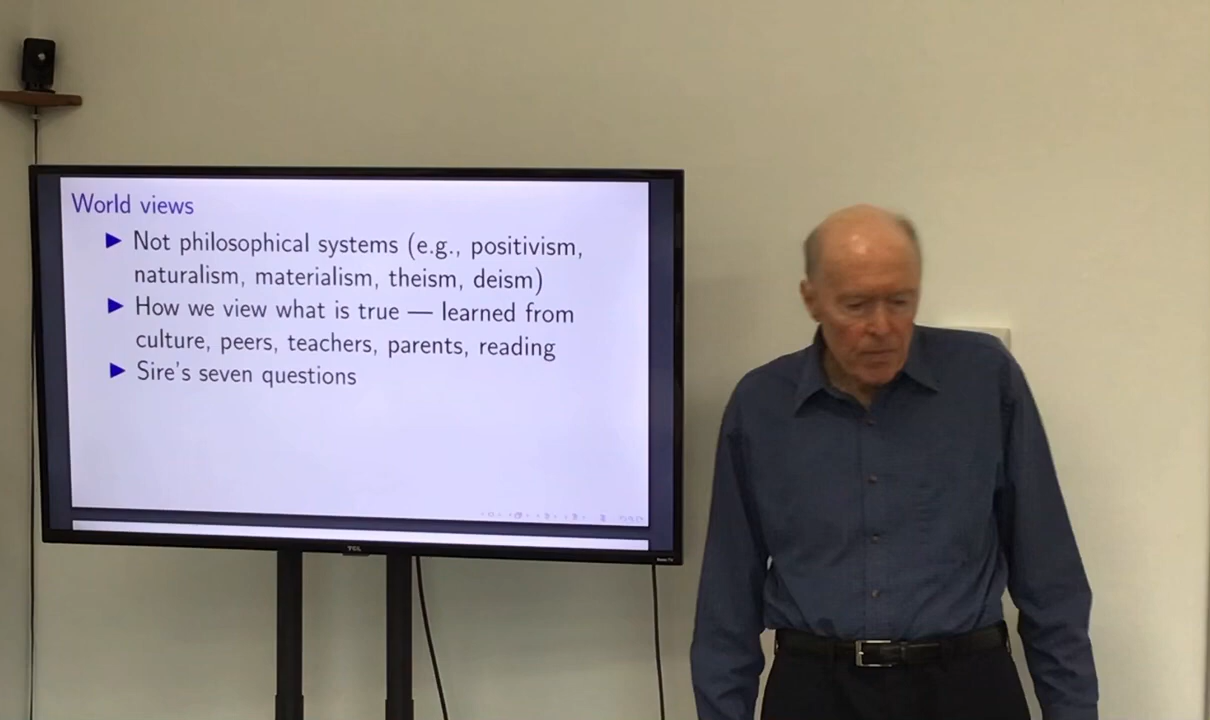 World views
▶ Not philosophical systems (e.g., positivism,
naturalism, materialism, theism, deism)
▶ How we view what is true — learned from
culture, peers, teachers, parents, reading
▶ Sire's seven questions
TCL